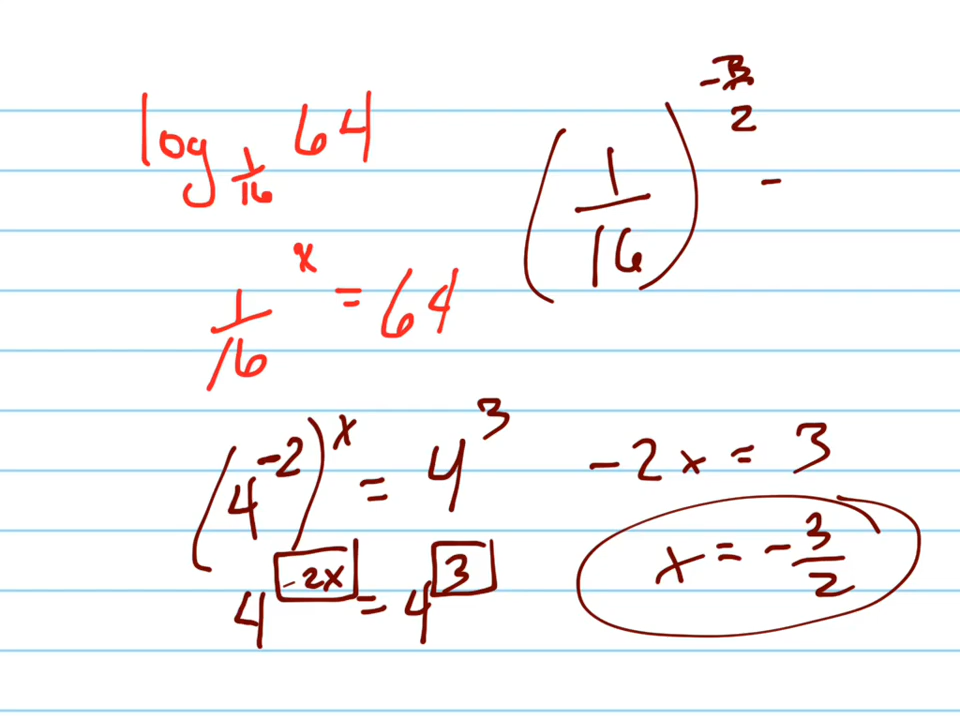 log_{1/16} 64
1/16^x = 64
(4^{-2})^x = 4^3
4^{-2x} = 4^3
(1/16)^{-3/2} -
-2x = 3
x = -3/2